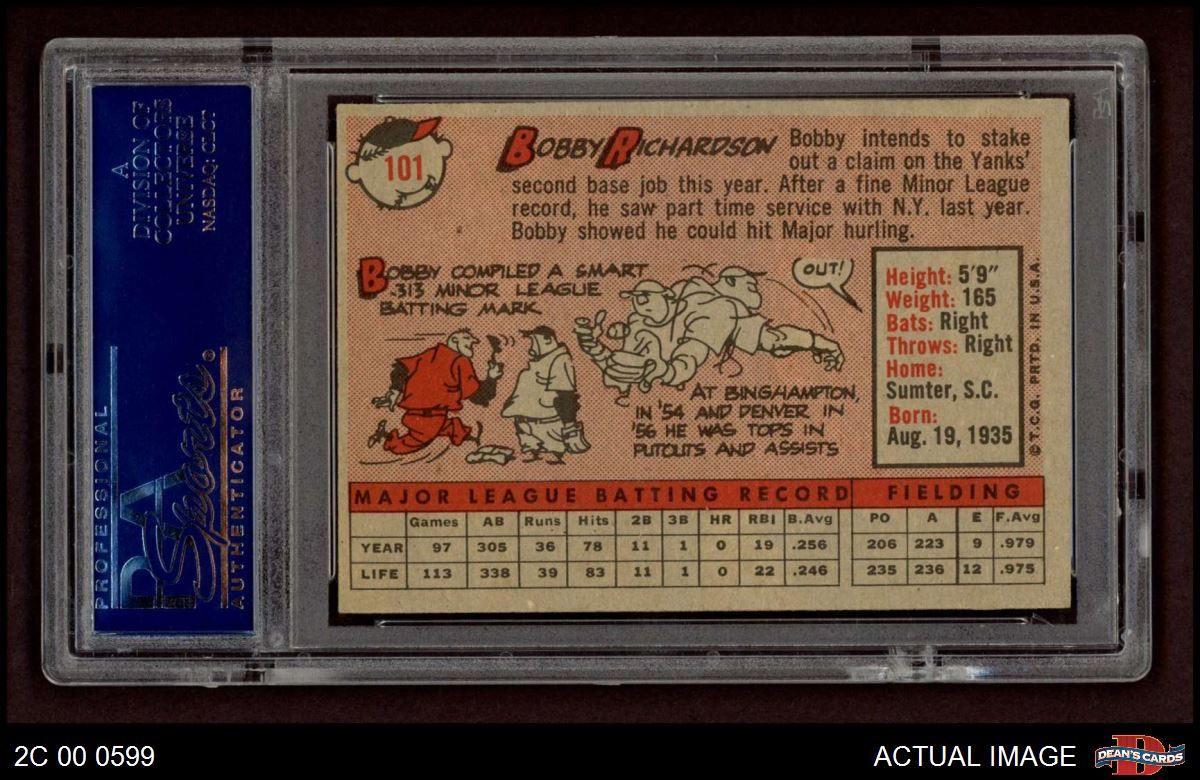 A
DIVISION OF
COLLECTORS
UNIVERSE
NASDAQ: CLCT
PROFESSIONAL
PSA
Sports®
AUTHENTICATOR
101
BOBBY RICHARDSON
Bobby intends to stake
out a claim on the Yanks'
second base job this year. After a fine Minor League
record, he saw part time service with N.Y. last year.
Bobby showed he could hit Major hurling.
BOBBY COMPILED A SMART
.313 MINOR LEAGUE
BATTING MARK
OUT!
AT BINGHAMPTON,
IN '54 AND DENVER IN
'56 HE WAS TOPS IN
PUTOUTS AND ASSISTS
Height: 5'9"
Weight: 165
Bats: Right
Throws: Right
Home:
Sumter, S.C.
Born:
Aug. 19, 1935
© T.C.G. PRTD. IN U.S.A.
MAJOR LEAGUE BATTING RECORD FIELDING
Games AB Runs Hits 2B 3B HR RBI B.Avg PO A E F.Avg
YEAR 97 305 36 78 11 1 0 19 .256 206 223 9 .979
LIFE 113 338 39 83 11 1 0 22 .246 235 236 12 .975
2C 00 0599
ACTUAL IMAGE
D
DEAN'S CARDS